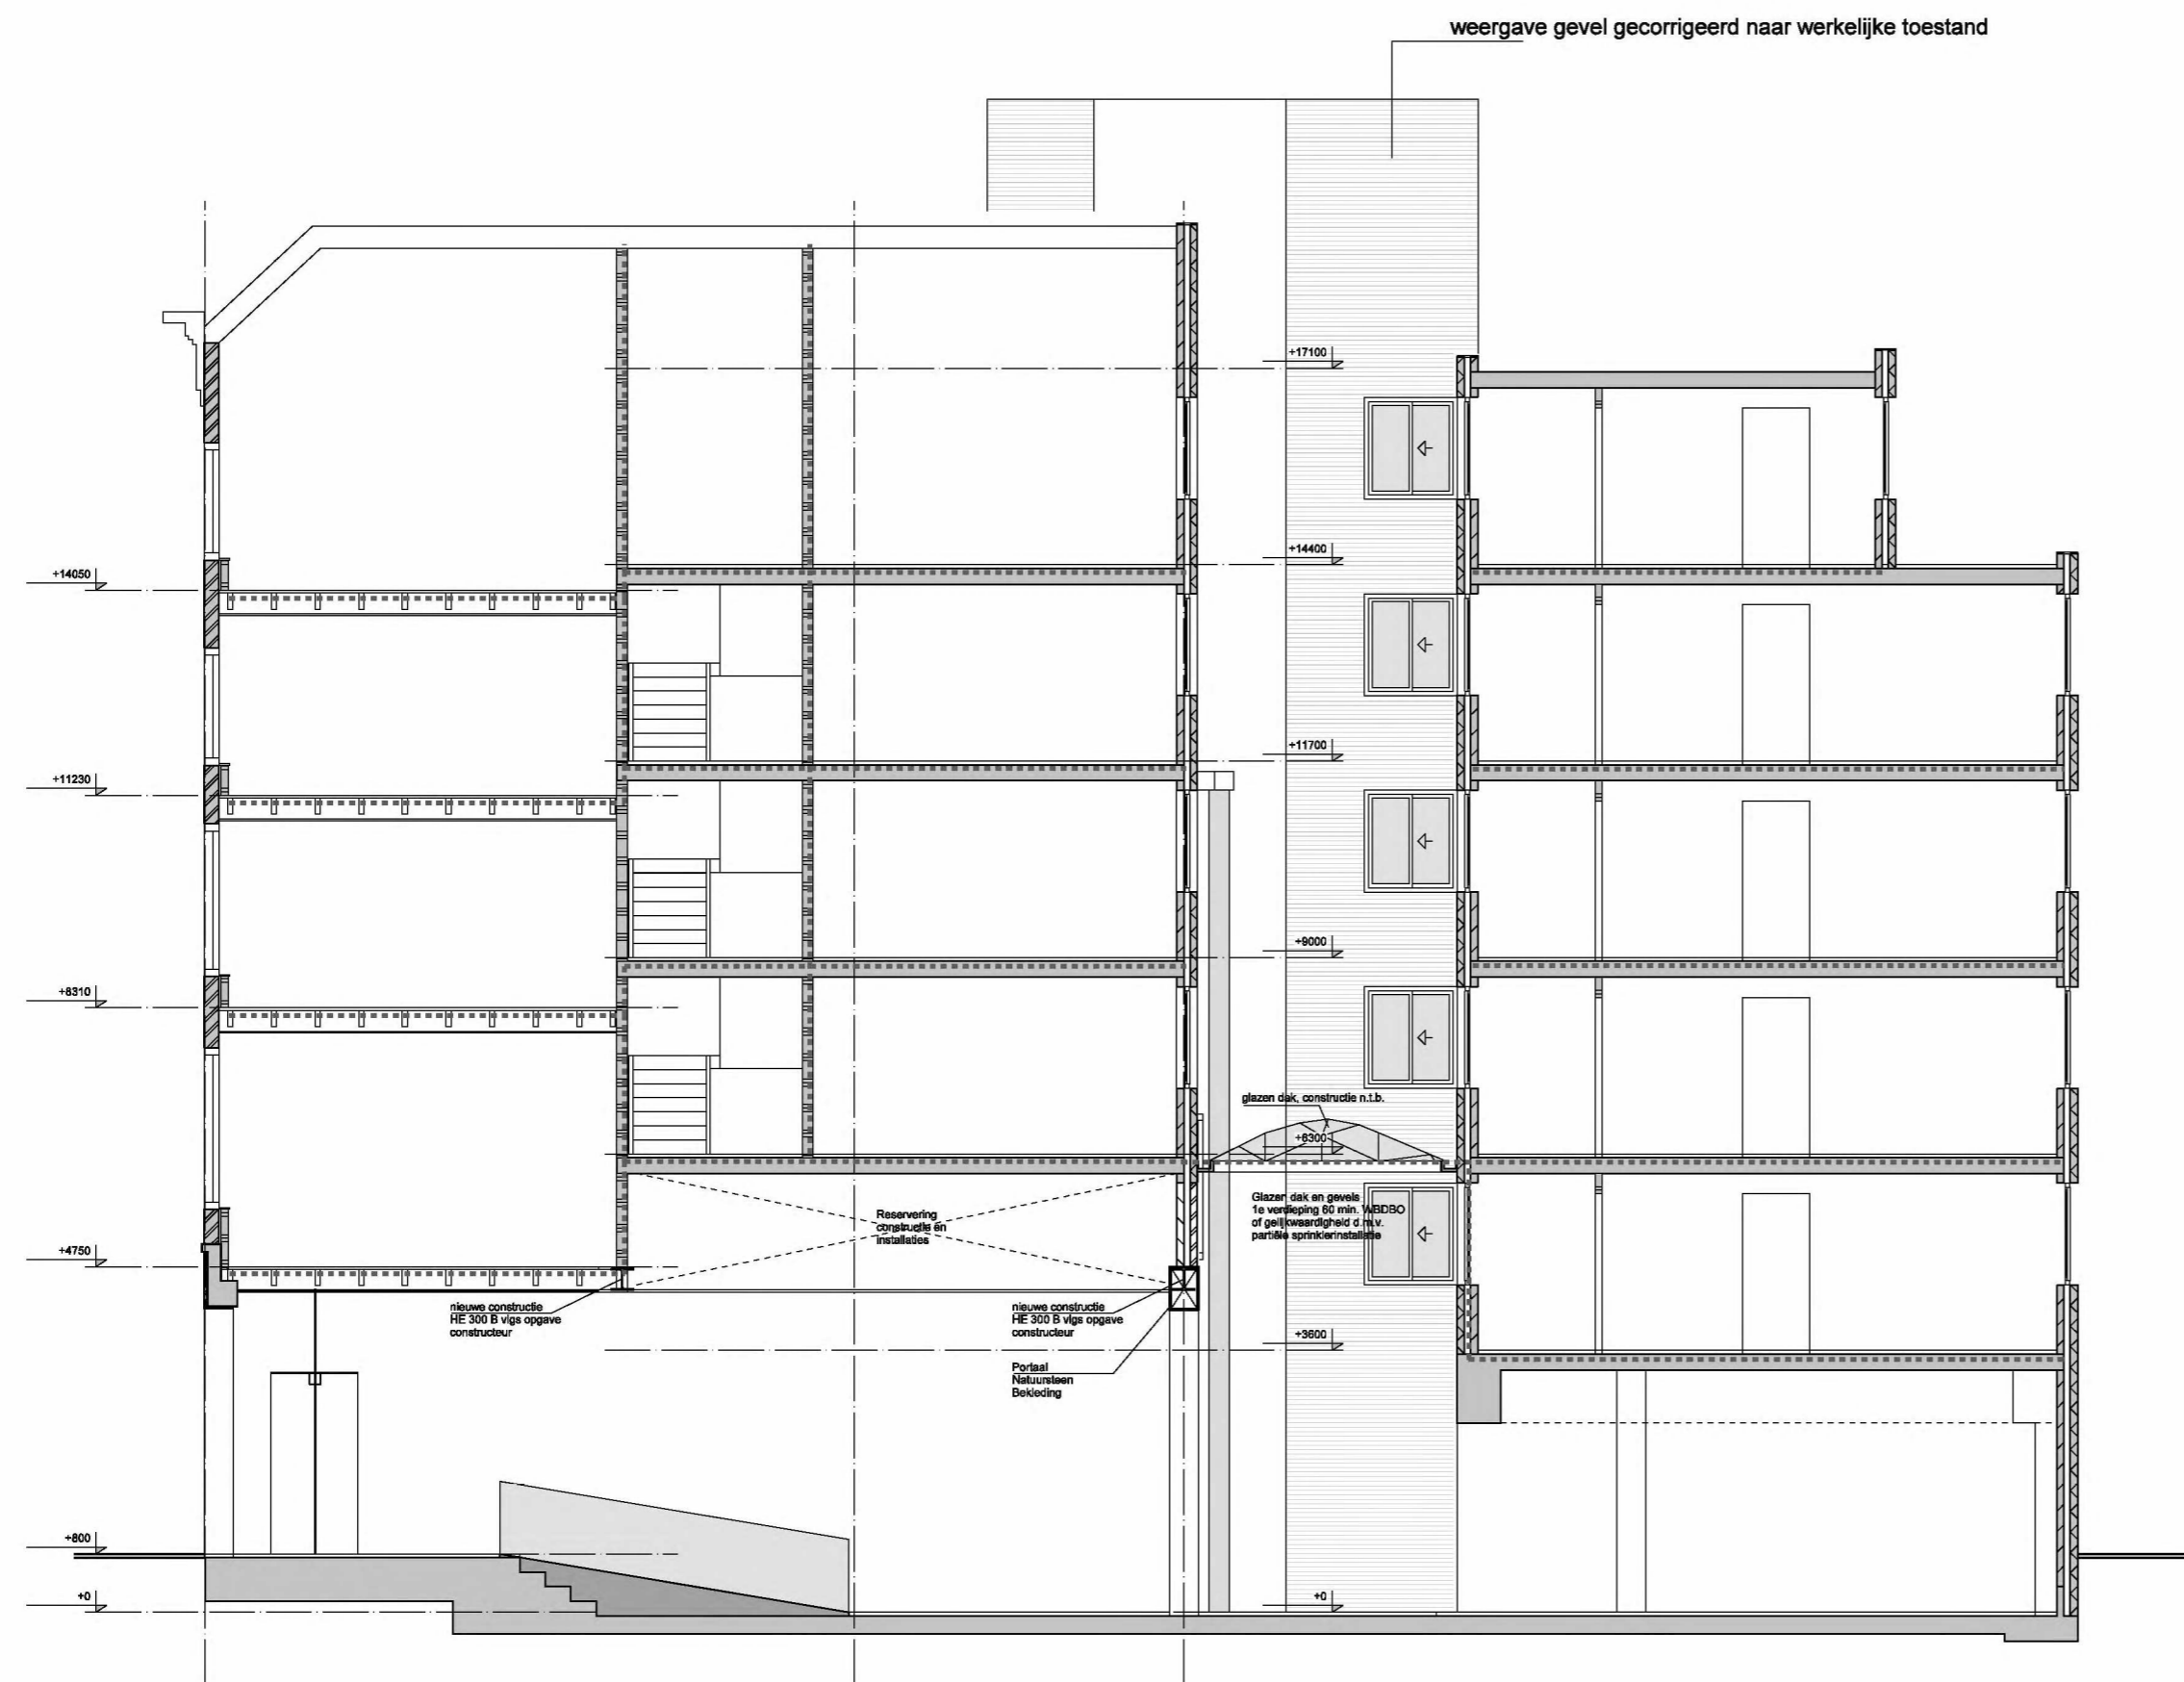 weergave gevel gecorrigeerd naar werkelijke toestand
+17100
+14400
+14050
+11700
+11230
+9000
+8310
glazen dak, constructie n.t.b.
+6300
Glazen dak en gevels
1e verdieping 60 min. WBDBO
of gelijkwaardigheid d.m.v.
partiële sprinklerinstallatie
Reservering
constructie en
installaties
+4750
nieuwe constructie
HE 300 B vlgs opgave
constructeur
nieuwe constructie
HE 300 B vlgs opgave
constructeur
+3600
Portaal
Natuursteen
Bekleding
+800
+0
+0